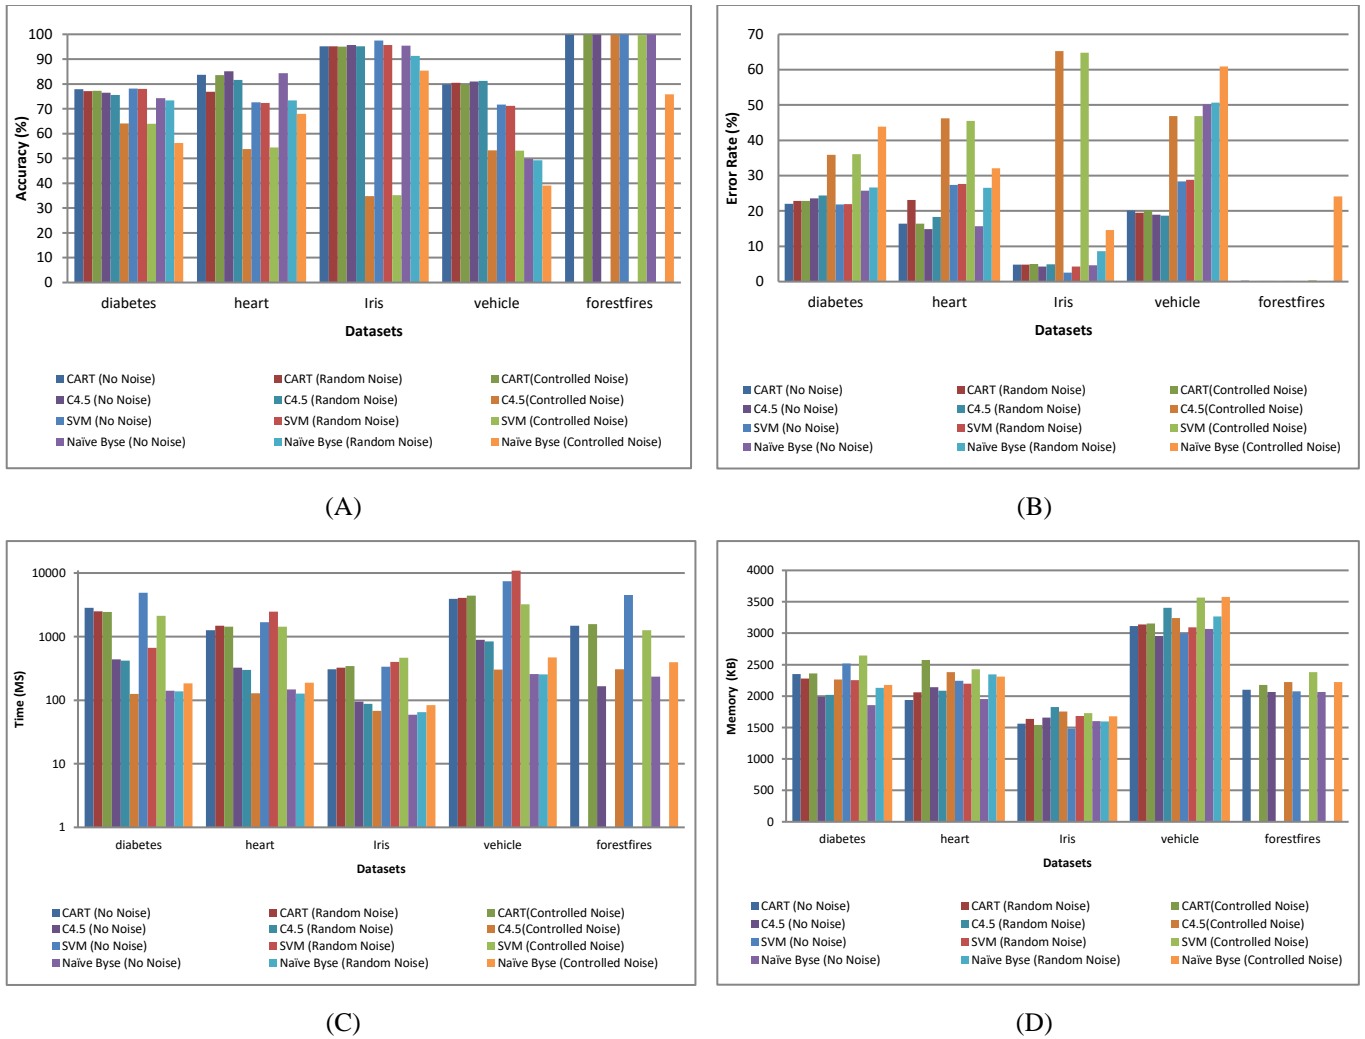 100
90
80
70
60
50
40
30
20
10
0
Accuracy (%)
diabetes heart Iris vehicle forestfires
Datasets
CART (No Noise) CART (Random Noise) CART(Controlled Noise)
C4.5 (No Noise) C4.5 (Random Noise) C4.5(Controlled Noise)
SVM (No Noise) SVM (Random Noise) SVM (Controlled Noise)
Naïve Byse (No Noise) Naïve Byse (Random Noise) Naïve Byse (Controlled Noise)
(A)
70
60
50
40
30
20
10
0
Error Rate (%)
diabetes heart Iris vehicle forestfires
Datasets
CART (No Noise) CART (Random Noise) CART(Controlled Noise)
C4.5 (No Noise) C4.5 (Random Noise) C4.5(Controlled Noise)
SVM (No Noise) SVM (Random Noise) SVM (Controlled Noise)
Naïve Byse (No Noise) Naïve Byse (Random Noise) Naïve Byse (Controlled Noise)
(B)
10000
1000
100
10
1
Time (MS)
diabetes heart Iris vehicle forestfires
Datasets
CART (No Noise) CART (Random Noise) CART(Controlled Noise)
C4.5 (No Noise) C4.5 (Random Noise) C4.5(Controlled Noise)
SVM (No Noise) SVM (Random Noise) SVM (Controlled Noise)
Naïve Byse (No Noise) Naïve Byse (Random Noise) Naïve Byse (Controlled Noise)
(C)
4000
3500
3000
2500
2000
1500
1000
500
0
Memory (KB)
diabetes heart Iris vehicle forestfires
Datasets
CART (No Noise) CART (Random Noise) CART(Controlled Noise)
C4.5 (No Noise) C4.5 (Random Noise) C4.5(Controlled Noise)
SVM (No Noise) SVM (Random Noise) SVM (Controlled Noise)
Naïve Byse (No Noise) Naïve Byse (Random Noise) Naïve Byse (Controlled Noise)
(D)